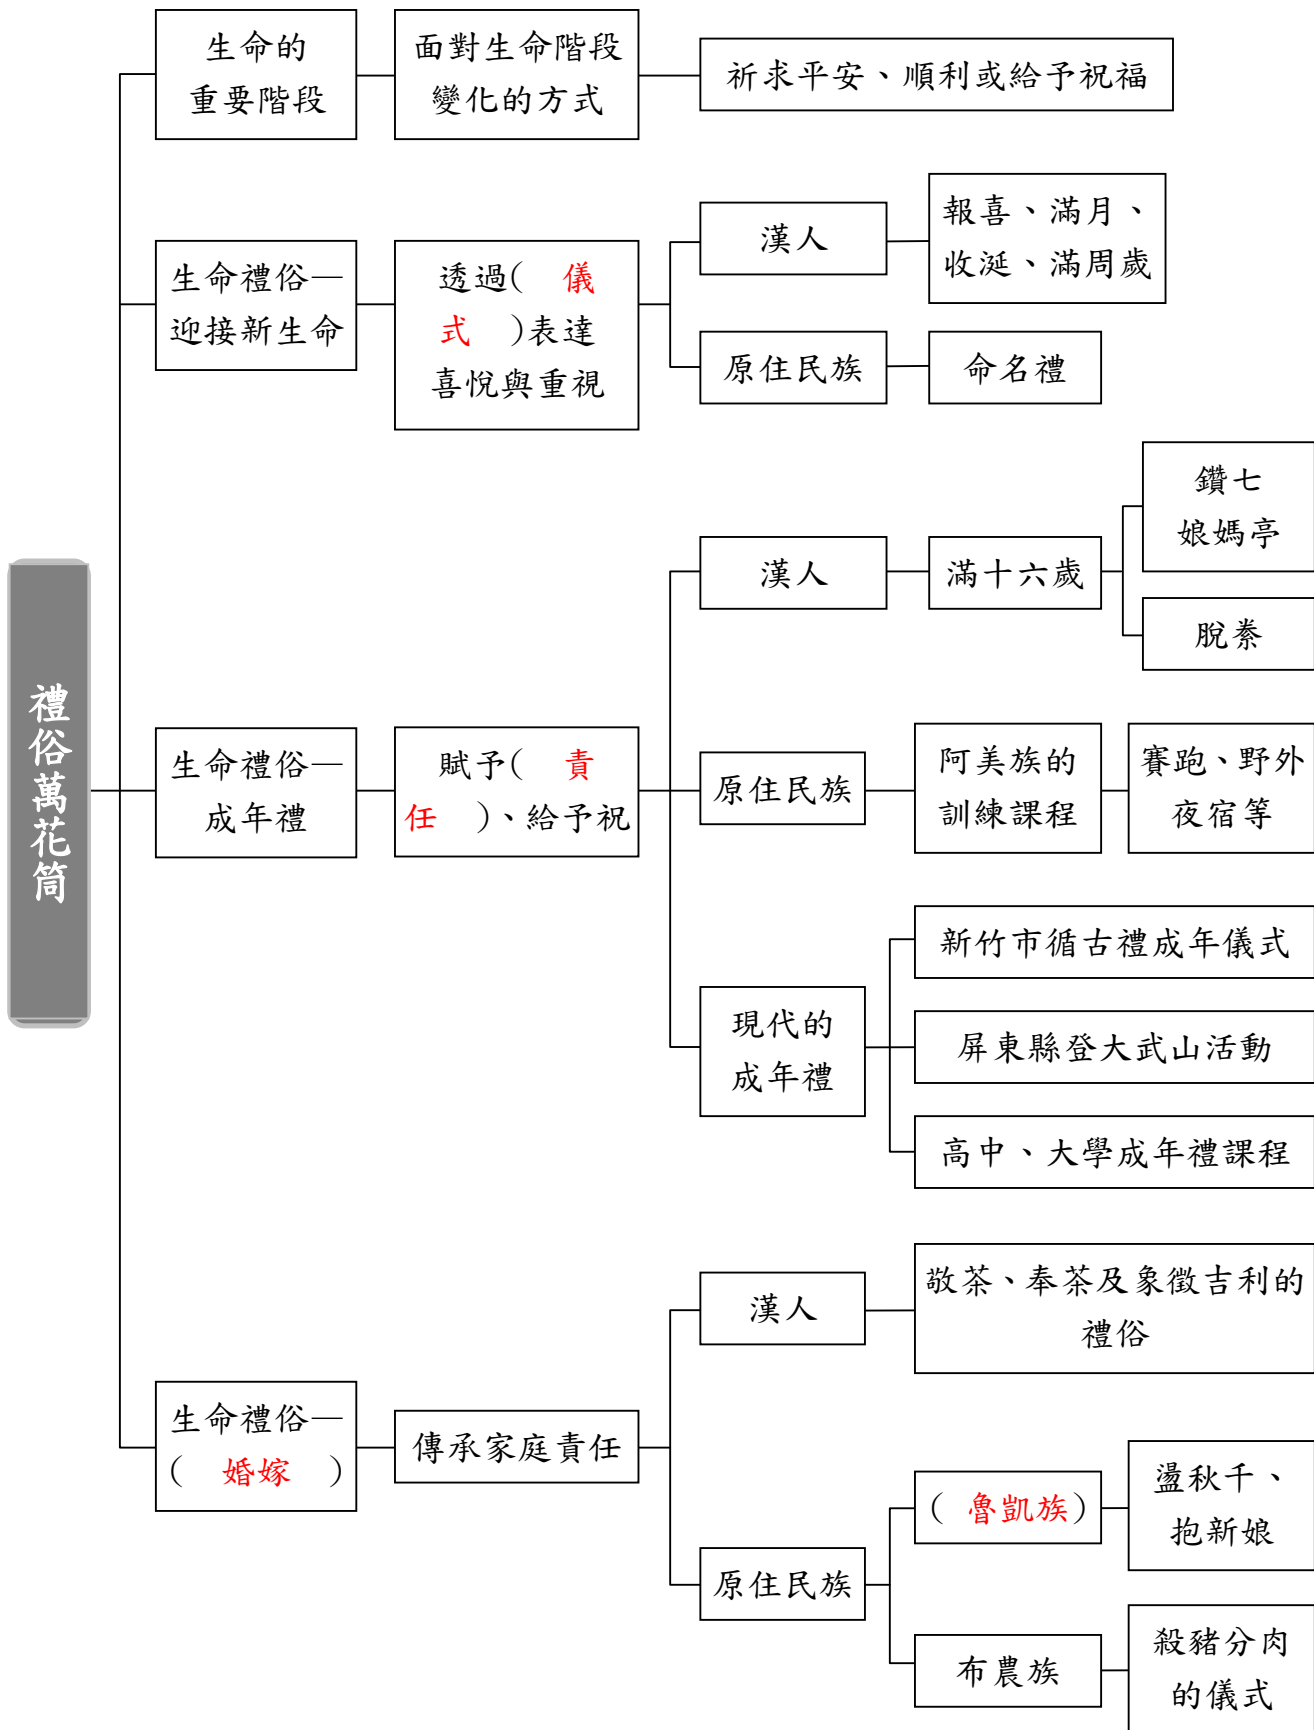 禮俗萬花筒
生命的
重要階段
面對生命階段
變化的方式
祈求平安、順利或給予祝福
生命禮俗—
迎接新生命
透過( 儀
式 )表達
喜悅與重視
漢人
報喜、滿月、
收涎、滿周歲
原住民族
命名禮
生命禮俗—
成年禮
賦予( 責
任 )、給予祝
漢人
滿十六歲
鑽七
娘媽亭
脫絭
原住民族
阿美族的
訓練課程
賽跑、野外
夜宿等
現代的
成年禮
新竹市循古禮成年儀式
屏東縣登大武山活動
高中、大學成年禮課程
生命禮俗—
( 婚嫁 )
傳承家庭責任
漢人
敬茶、奉茶及象徵吉利的
禮俗
原住民族
( 魯凱族)
盪秋千、
抱新娘
布農族
殺豬分肉
的儀式